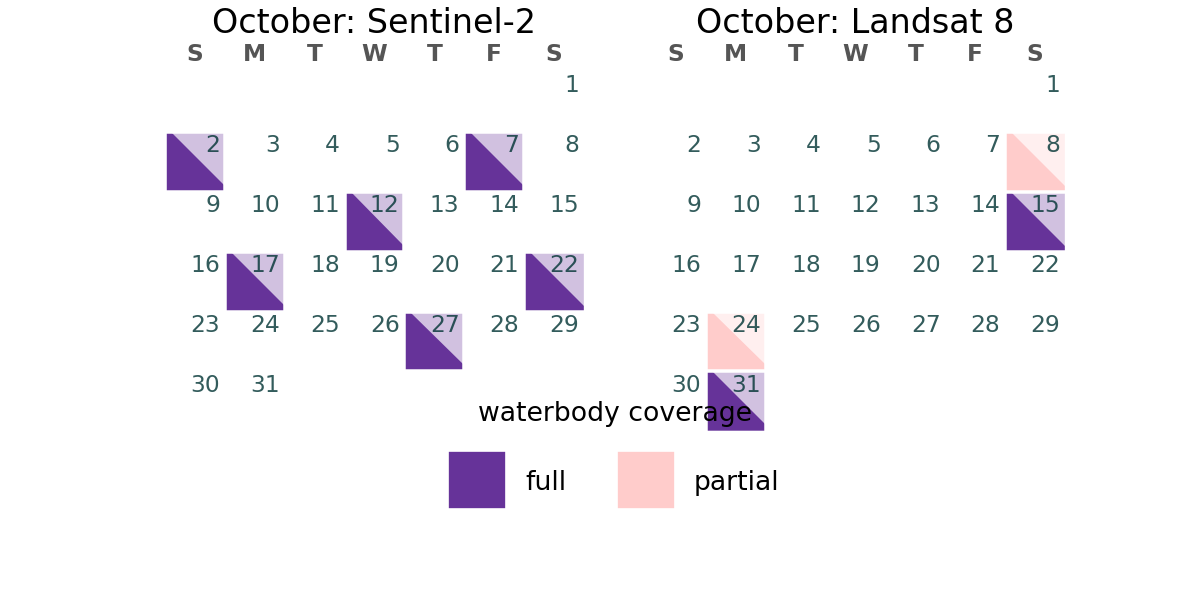 October: Sentinel-2
S M T W T F S
1
2 3 4 5 6 7 8
9 10 11 12 13 14 15
16 17 18 19 20 21 22
23 24 25 26 27 28 29
30 31
October: Landsat 8
S M T W T F S
1
2 3 4 5 6 7 8
9 10 11 12 13 14 15
16 17 18 19 20 21 22
23 24 25 26 27 28 29
30 31
waterbody coverage
full partial